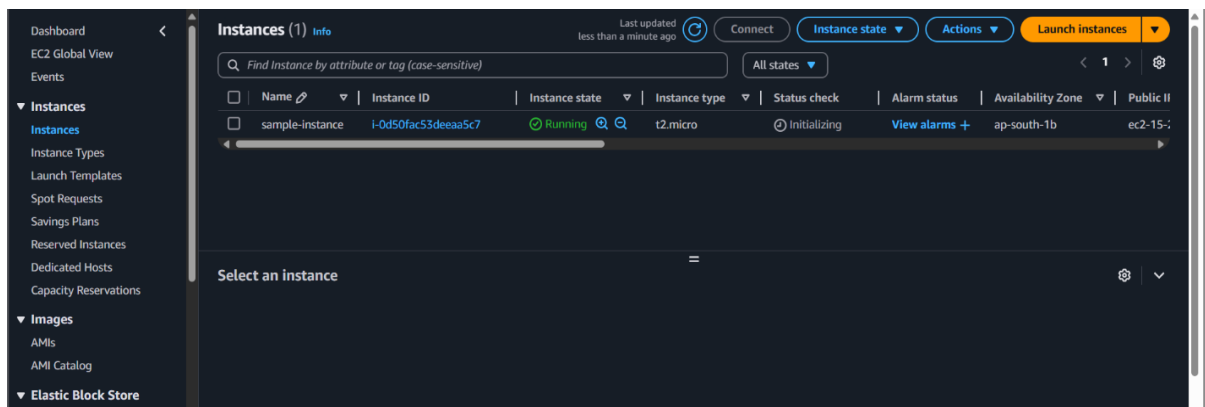 Dashboard
EC2 Global View
Events
Instances
Instances
Instance Types
Launch Templates
Spot Requests
Savings Plans
Reserved Instances
Dedicated Hosts
Capacity Reservations
Images
AMIs
AMI Catalog
Elastic Block Store
Instances (1) Info
Last updated
less than a minute ago
Connect Instance state Actions Launch instances
Find Instance by attribute or tag (case-sensitive) All states 1
Name Instance ID Instance state Instance type Status check Alarm status Availability Zone Public
sample-instance i-0d50fac53deeaa5c7 Running t2.micro Initializing View alarms + ap-south-1b ec2-15-
Select an instance